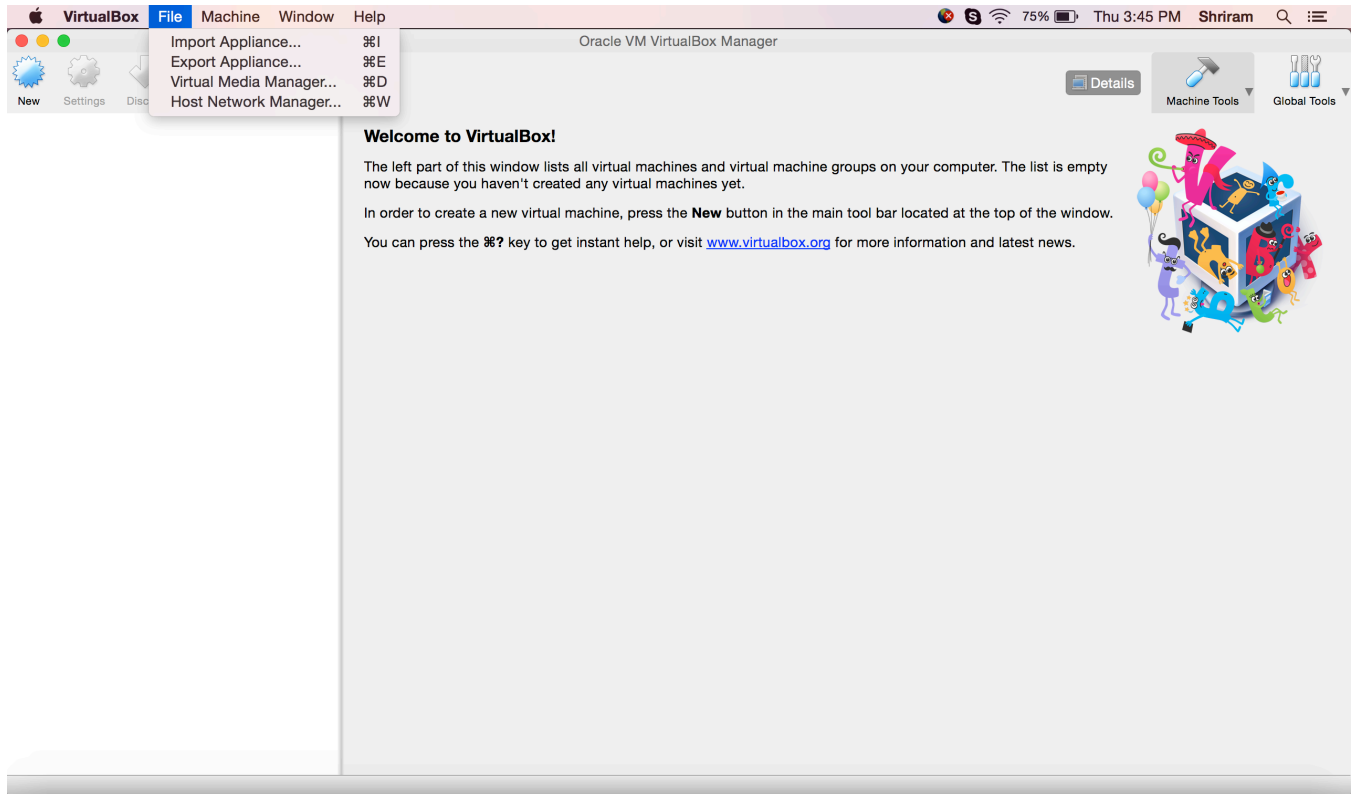 VirtualBox File Machine Window Help 75% Thu 3:45 PM Shriram
Oracle VM VirtualBox Manager
Import Appliance... ⌘I
Export Appliance... ⌘E
Virtual Media Manager... ⌘D
Host Network Manager... ⌘W
New Settings Disc
Details
Machine Tools
Global Tools
Welcome to VirtualBox!
The left part of this window lists all virtual machines and virtual machine groups on your computer. The list is empty
now because you haven't created any virtual machines yet.
In order to create a new virtual machine, press the New button in the main tool bar located at the top of the window.
You can press the ⌘? key to get instant help, or visit www.virtualbox.org for more information and latest news.